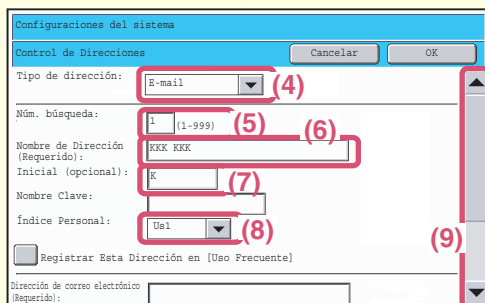 Configuraciones del sistema
Control de Direcciones Cancelar OK
Tipo de dirección: E-mail (4)
Núm. búsqueda: 1 (1-999) (5)
(6)
Nombre de Dirección (Requerido): KKK KKK
Inicial (opcional): K (7)
Nombre Clave:
Índice Personal: Us1 (8)
(9)
Registrar Esta Dirección en [Uso Frecuente]
Dirección de correo electrónico
(Requerido):